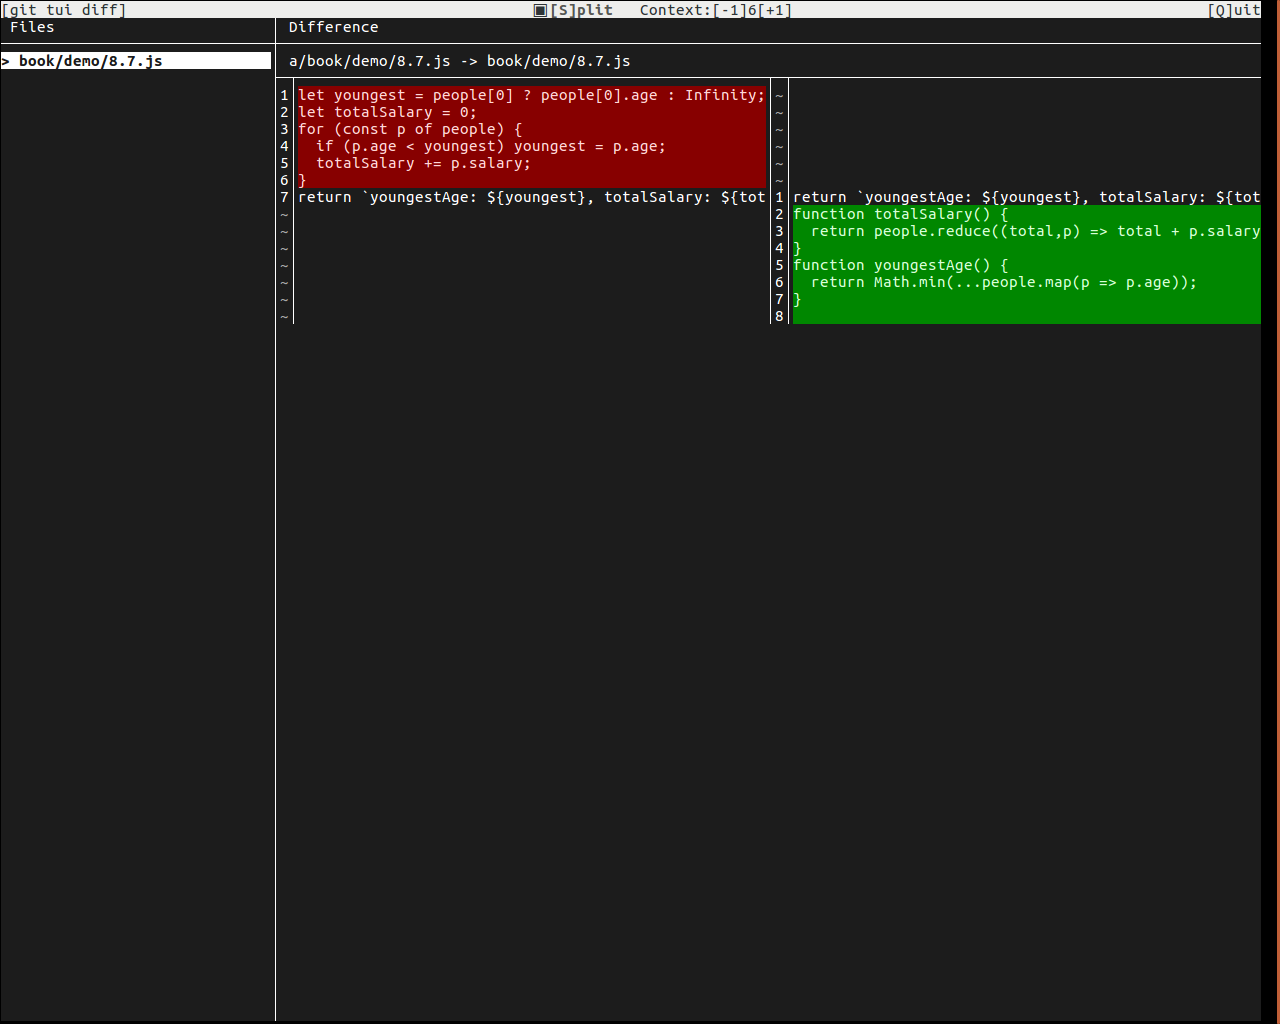 [git tui diff] ▣[S]plit Context:[-1]6[+1] [Q]uit
Files
Difference
> book/demo/8.7.js
a/book/demo/8.7.js -> book/demo/8.7.js
1 let youngest = people[0] ? people[0].age : Infinity;
2 let totalSalary = 0;
3 for (const p of people) {
4   if (p.age < youngest) youngest = p.age;
5   totalSalary += p.salary;
6 }
7 return `youngestAge: ${youngest}, totalSalary: ${tot
~
~
~
~
~
~
~
~
~
~
~
~
~
1 return `youngestAge: ${youngest}, totalSalary: ${tot
2 function totalSalary() {
3   return people.reduce((total,p) => total + p.salary
4 }
5 function youngestAge() {
6   return Math.min(...people.map(p => p.age));
7 }
8